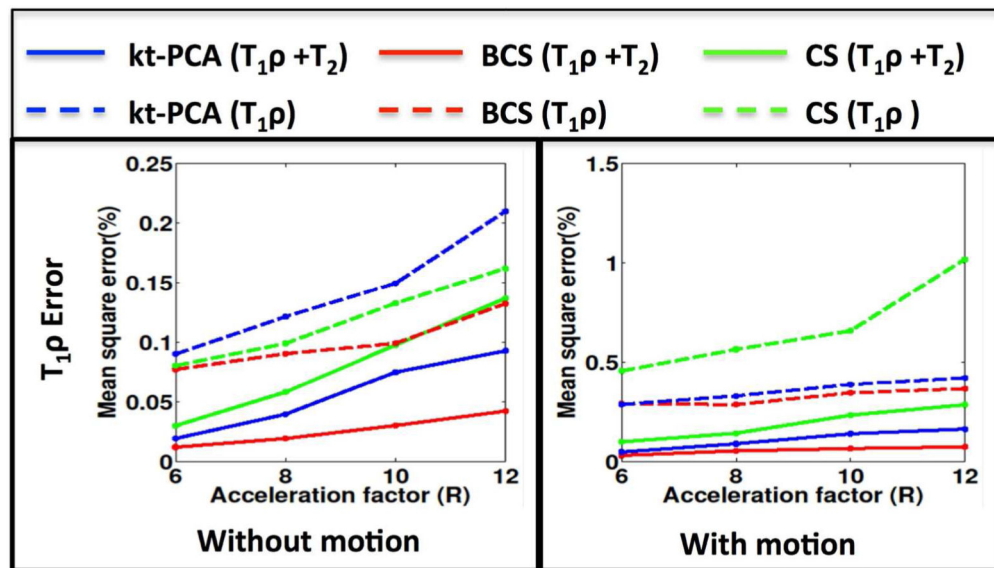 kt-PCA (T₁ρ +T₂)
BCS (T₁ρ +T₂)
CS (T₁ρ +T₂)
kt-PCA (T₁ρ)
BCS (T₁ρ)
CS (T₁ρ )
T₁ρ Error
Mean square error(%)
0.25
0.2
0.15
0.1
0.05
0
6
8
10
12
Acceleration factor (R)
Without motion
Mean square error(%)
1.5
1
0.5
0
6
8
10
12
Acceleration factor (R)
With motion